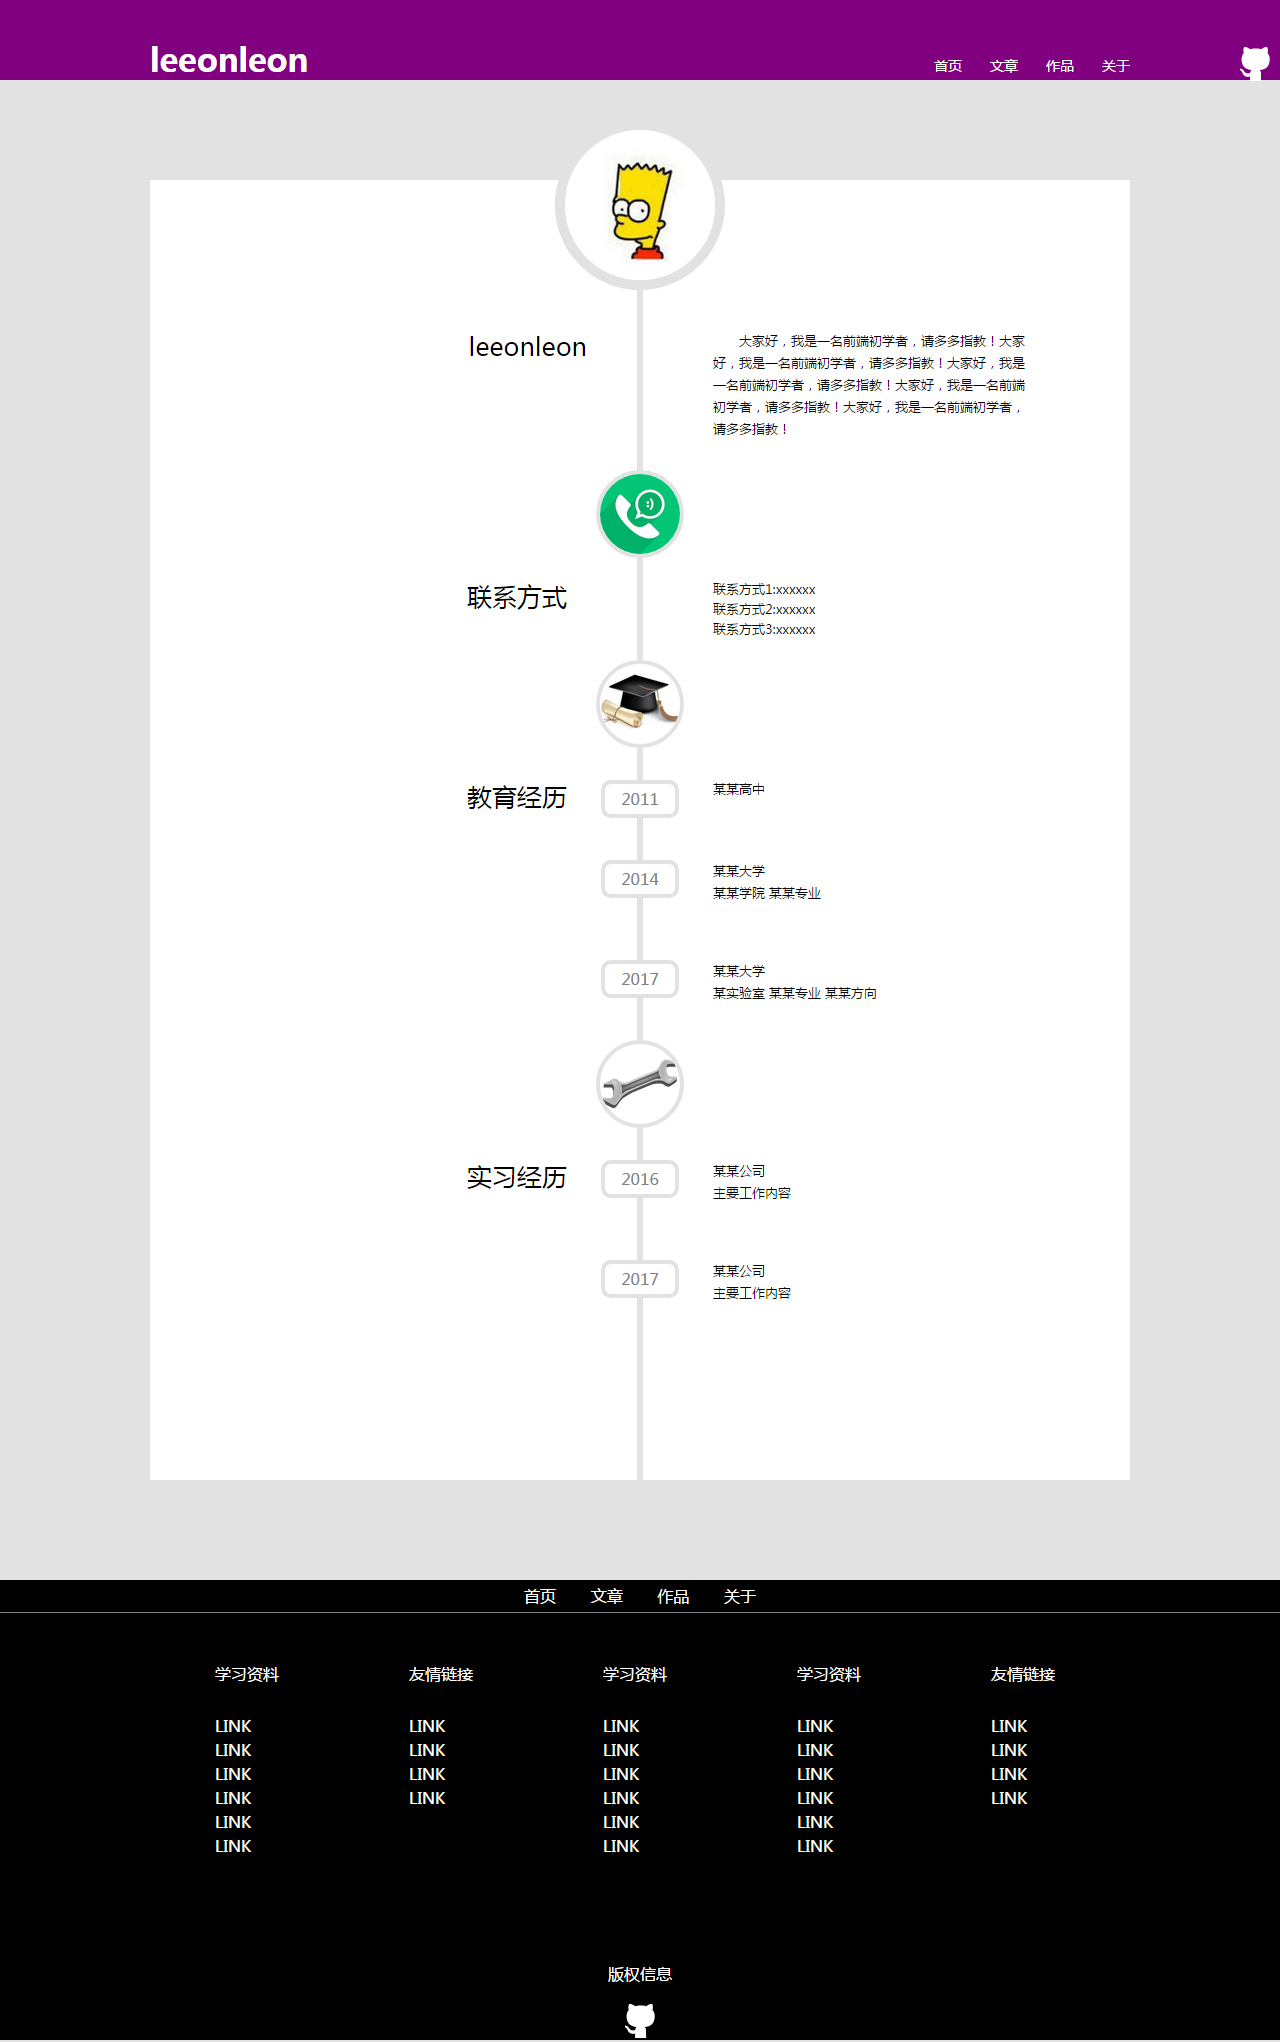 leeonleon
首页 文章 作品 关于
leeonleon
大家好，我是一名前端初学者，请多多指教！大家
好，我是一名前端初学者，请多多指教！大家好，我是
一名前端初学者，请多多指教！大家好，我是一名前端
初学者，请多多指教！大家好，我是一名前端初学者，
请多多指教！
联系方式
联系方式1:xxxxxx
联系方式2:xxxxxx
联系方式3:xxxxxx
教育经历
2011
某某高中
2014
某某大学
某某学院 某某专业
2017
某某大学
某实验室 某某专业 某某方向
实习经历
2016
某某公司
主要工作内容
2017
某某公司
主要工作内容
首页 文章 作品 关于
学习资料
LINK
LINK
LINK
LINK
LINK
LINK
友情链接
LINK
LINK
LINK
LINK
学习资料
LINK
LINK
LINK
LINK
LINK
LINK
学习资料
LINK
LINK
LINK
LINK
LINK
LINK
友情链接
LINK
LINK
LINK
LINK
版权信息